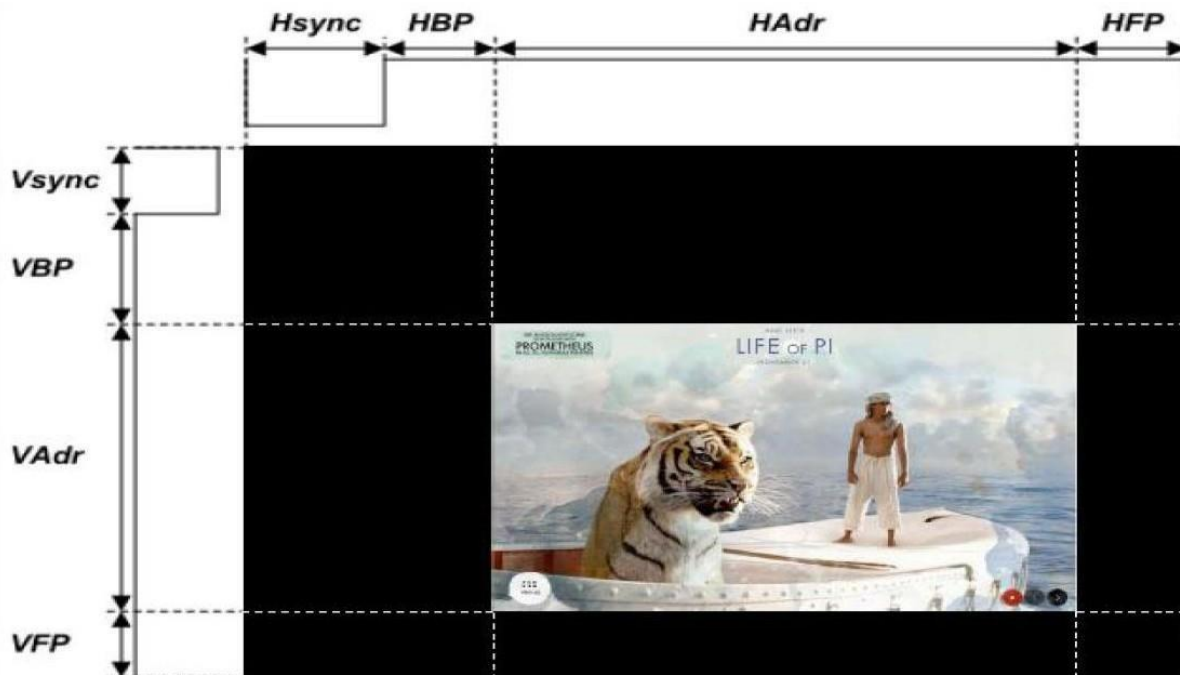 Hsync HBP HAdr HFP
Vsync
VBP
VAdr
VFP
PROMETHEUS
LIFE OF PI